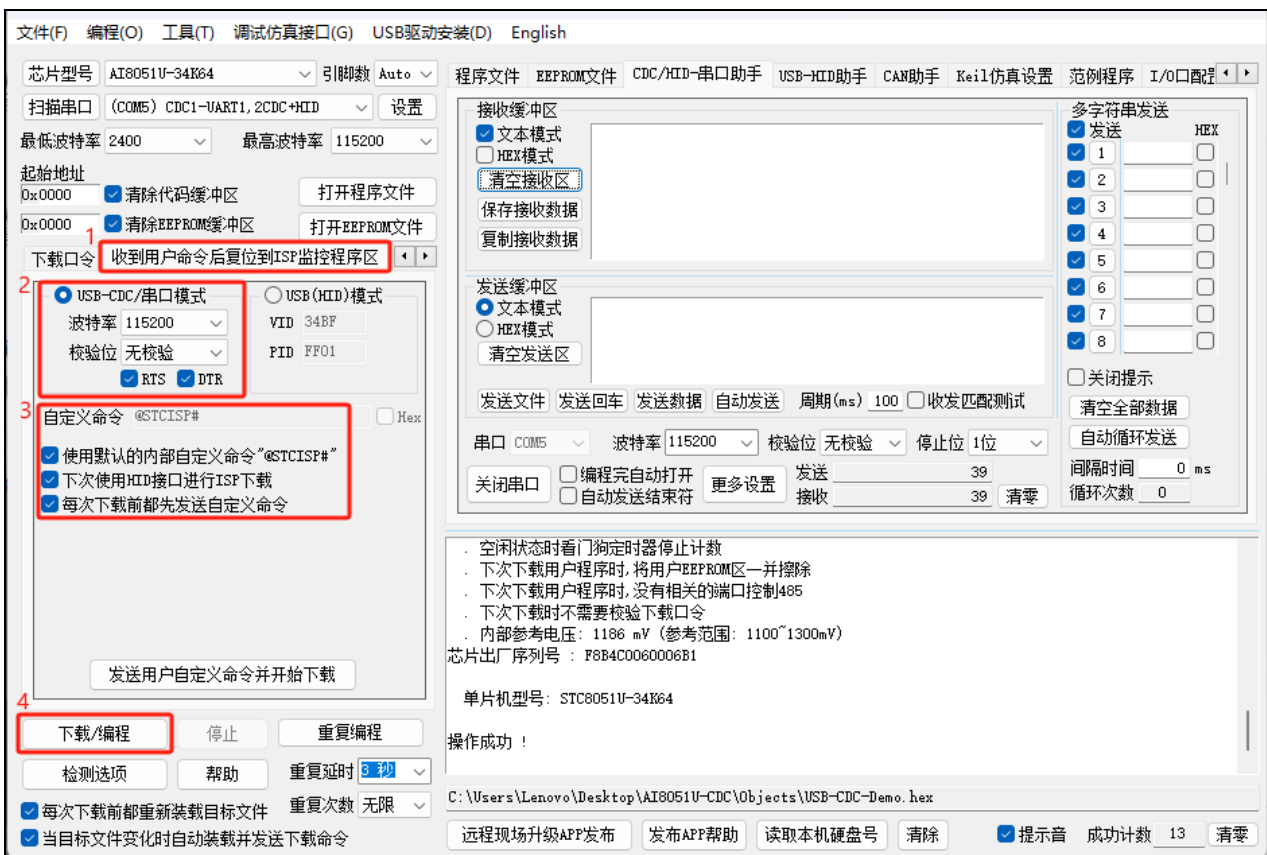 文件(F) 编程(O) 工具(T) 调试仿真接口(G) USB驱动安装(D) English
芯片型号 AI8051U-34K64 引脚数 Auto
扫描串口 (COM5) CDC1-UART1,2CDC+HID 设置
最低波特率 2400 最高波特率 115200
起始地址
0x0000 清除代码缓冲区 打开程序文件
0x0000 清除EEPROM缓冲区 打开EEPROM文件
1
下载口令 收到用户命令后复位到ISP监控程序区
2
USB-CDC/串口模式 USB(HID)模式
波特率 115200 VID 34BF
校验位 无校验 PID FF01
RTS DTR
3
自定义命令 @STCISP# Hex
使用默认的内部自定义命令"@STCISP#"
下次使用HID接口进行ISP下载
每次下载前都先发送自定义命令
发送用户自定义命令并开始下载
4
下载/编程 停止 重复编程
检测选项 帮助 重复延时 3 秒
每次下载前都重新装载目标文件 重复次数 无限
当目标文件变化时自动装载并发送下载命令
程序文件 EEPROM文件 CDC/HID-串口助手 USB-HID助手 CAN助手 Keil仿真设置 范例程序 I/O口配
接收缓冲区
文本模式
HEX模式
清空接收区
保存接收数据
复制接收数据
发送缓冲区
文本模式
HEX模式
清空发送区
发送文件 发送回车 发送数据 自动发送 周期(ms) 100 收发匹配测试
串口 COM5 波特率 115200 校验位 无校验 停止位 1位
关闭串口 编程完自动打开 更多设置 发送 39
自动发送结束符 接收 39 清零
多字符串发送
发送 HEX
1
2
3
4
5
6
7
8
关闭提示
清空全部数据
自动循环发送
间隔时间 0 ms
循环次数 0
. 空闲状态时看门狗定时器停止计数
. 下次下载用户程序时,将用户EEPROM区一并擦除
. 下次下载用户程序时,没有相关的端口控制485
. 下次下载时不需要校验下载口令
. 内部参考电压: 1186 mV (参考范围: 1100~1300mV)
芯片出厂序列号 : F8B4C0060006B1
单片机型号: STC8051U-34K64
操作成功 !
C:\Users\Lenovo\Desktop\AI8051U-CDC\Objects\USB-CDC-Demo.hex
远程现场升级APP发布 发布APP帮助 读取本机硬盘号 清除 提示音 成功计数 13 清零